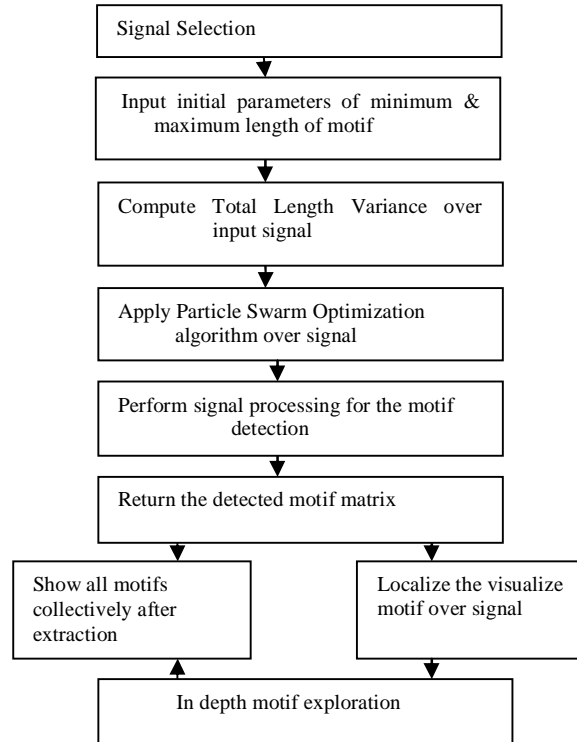 Signal Selection
Input initial parameters of minimum &
maximum length of motif
Compute Total Length Variance over
input signal
Apply Particle Swarm Optimization
algorithm over signal
Perform signal processing for the motif
detection
Return the detected motif matrix
Show all motifs
collectively after
extraction
Localize the visualize
motif over signal
In depth motif exploration